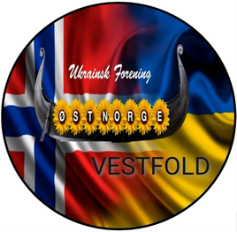 Ukrainsk Forening
ØSTNORGE
VESTFOLD